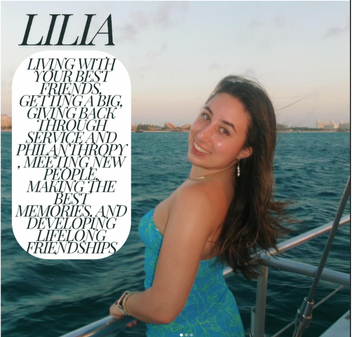 LILIA
LIVING WITH
YOUR BEST
FRIENDS,
GETTING A BIG,
GIVING BACK
THROUGH
SERVICE AND
PHILANTHROPY
, MEETING NEW
PEOPLE,
MAKING THE
BEST
MEMORIES, AND
DEVELOPING
LIFELONG
FRIENDSHIPS